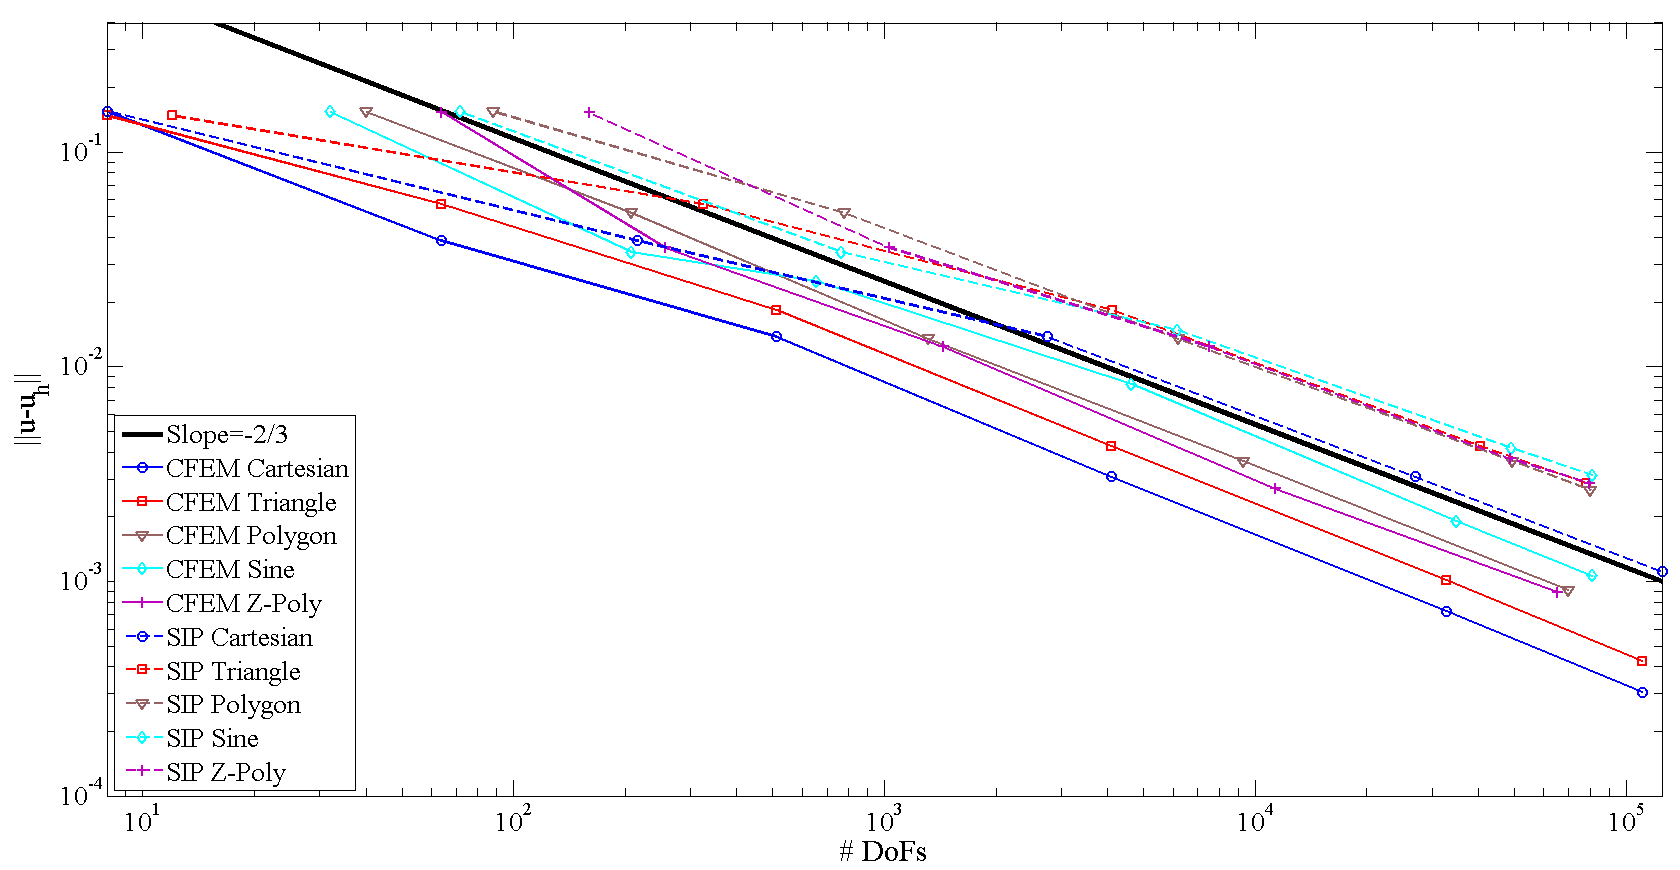 ||u-u_h||
10^-1
10^-2
10^-3
10^-4
Slope=-2/3
CFEM Cartesian
CFEM Triangle
CFEM Polygon
CFEM Sine
CFEM Z-Poly
SIP Cartesian
SIP Triangle
SIP Polygon
SIP Sine
SIP Z-Poly
10^1 10^2 10^3 10^4 10^5
# DoFs